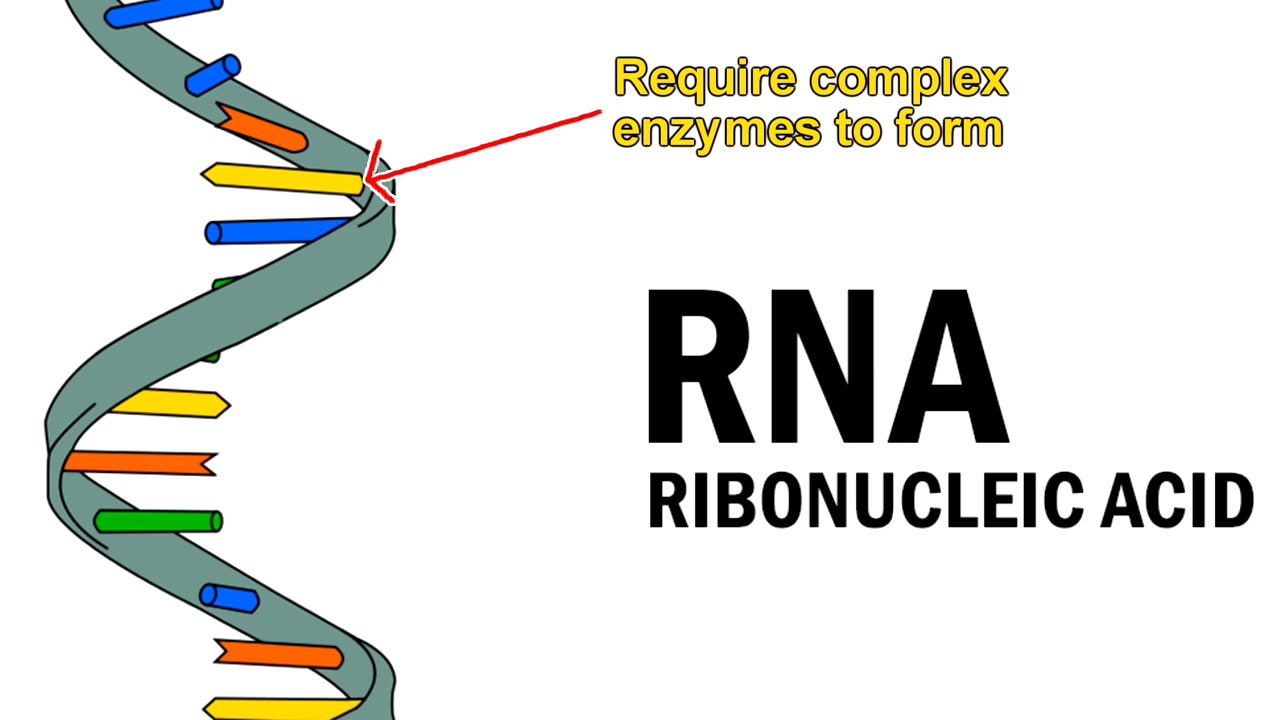 Require complex
enzymes to form
RNA
RIBONUCLEIC ACID